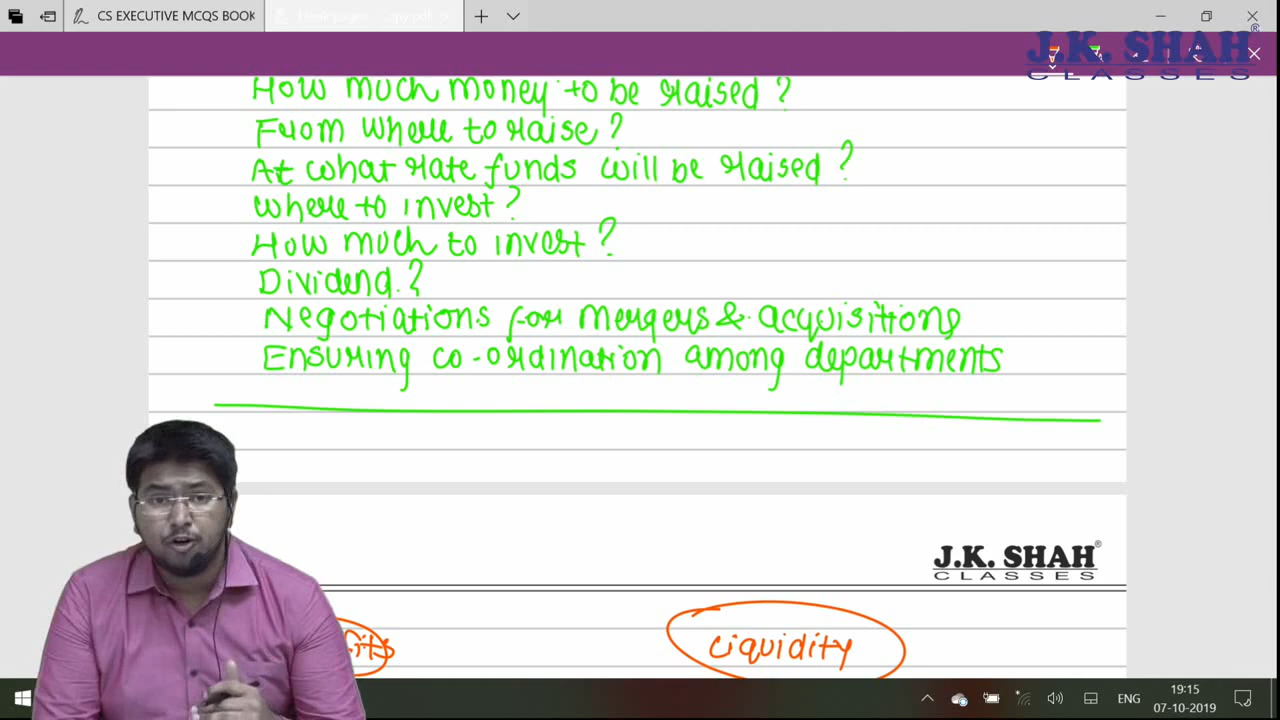 CS EXECUTIVE MCQS BOOK
J.K. SHAH®
CLASSES
How much money to be raised?
From where to raise?
At what rate funds will be raised?
Where to invest?
How much to invest?
Dividend.?
Negotiations for mergers & acquisitions
Ensuring co-ordination among departments
J.K. SHAH®
CLASSES
Liquidity
ENG
19:15
07-10-2019